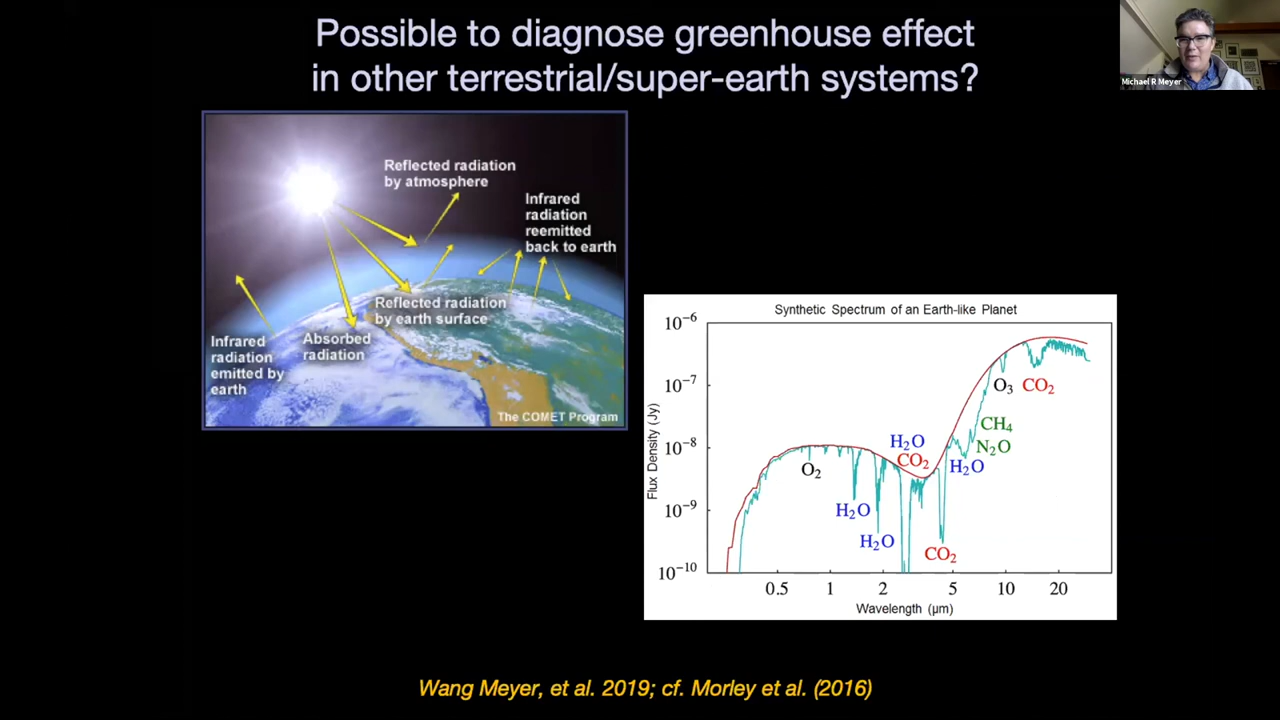 Possible to diagnose greenhouse effect
in other terrestrial/super-earth systems?
Michael R Meyer
Reflected radiation
by atmosphere
Infrared
radiation
reemitted
back to earth
Reflected radiation
by earth surface
Absorbed
radiation
Infrared
radiation
emitted by
earth
The COMET Program
Synthetic Spectrum of an Earth-like Planet
Flux Density (Jy)
10⁻⁶
10⁻⁷
10⁻⁸
10⁻⁹
10⁻¹⁰
O₂
H₂O
H₂O
H₂O
CO₂
CO₂
H₂O
CH₄
N₂O
O₃ CO₂
0.5 1 2 5 10 20
Wavelength (µm)
Wang Meyer, et al. 2019; cf. Morley et al. (2016)